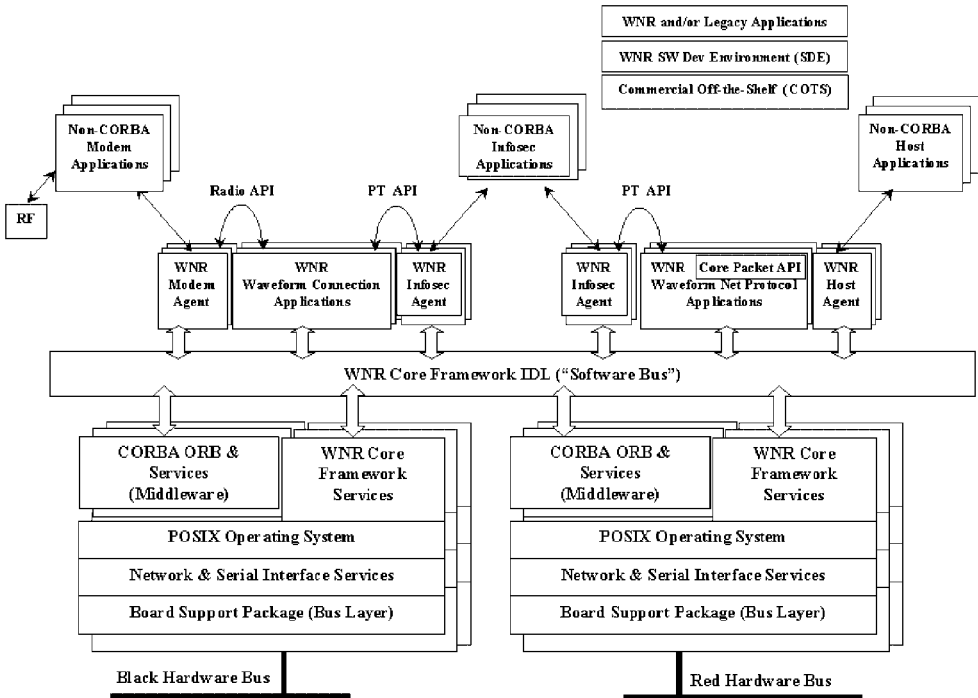 WNR and/or Legacy Applications
WNR SW Dev Environment (SDE)
Commercial Off-the-Shelf (COTS)
Non-CORBA
Modem
Applications
Non-CORBA
Infosec
Applications
Non-CORBA
Host
Applications
RF
Radio API
PT API
PT API
WNR
Modem
Agent
WNR
Waveform Connection
Applications
WNR
Infosec
Agent
WNR
Infosec
Agent
WNR
Core Packet API
Waveform Net Protocol
Applications
WNR
Host
Agent
WNR Core Framework IDL (“Software Bus”)
CORBA ORB &
Services
(Middleware)
WNR Core
Framework
Services
POSIX Operating System
Network & Serial Interface Services
Board Support Package (Bus Layer)
Black Hardware Bus
CORBA ORB &
Services
(Middleware)
WNR Core
Framework
Services
POSIX Operating System
Network & Serial Interface Services
Board Support Package (Bus Layer)
Red Hardware Bus